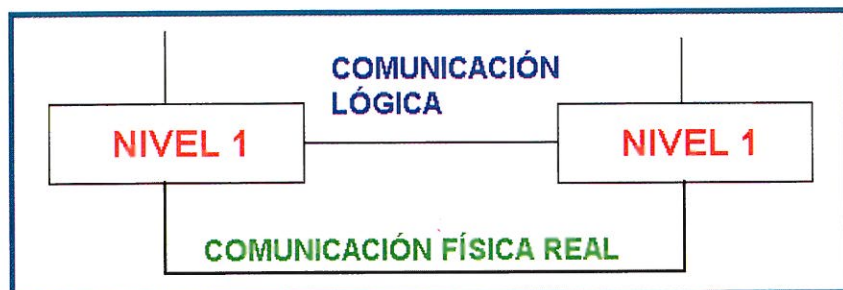 COMUNICACIÓN
LÓGICA
NIVEL 1
NIVEL 1
COMUNICACIÓN FÍSICA REAL